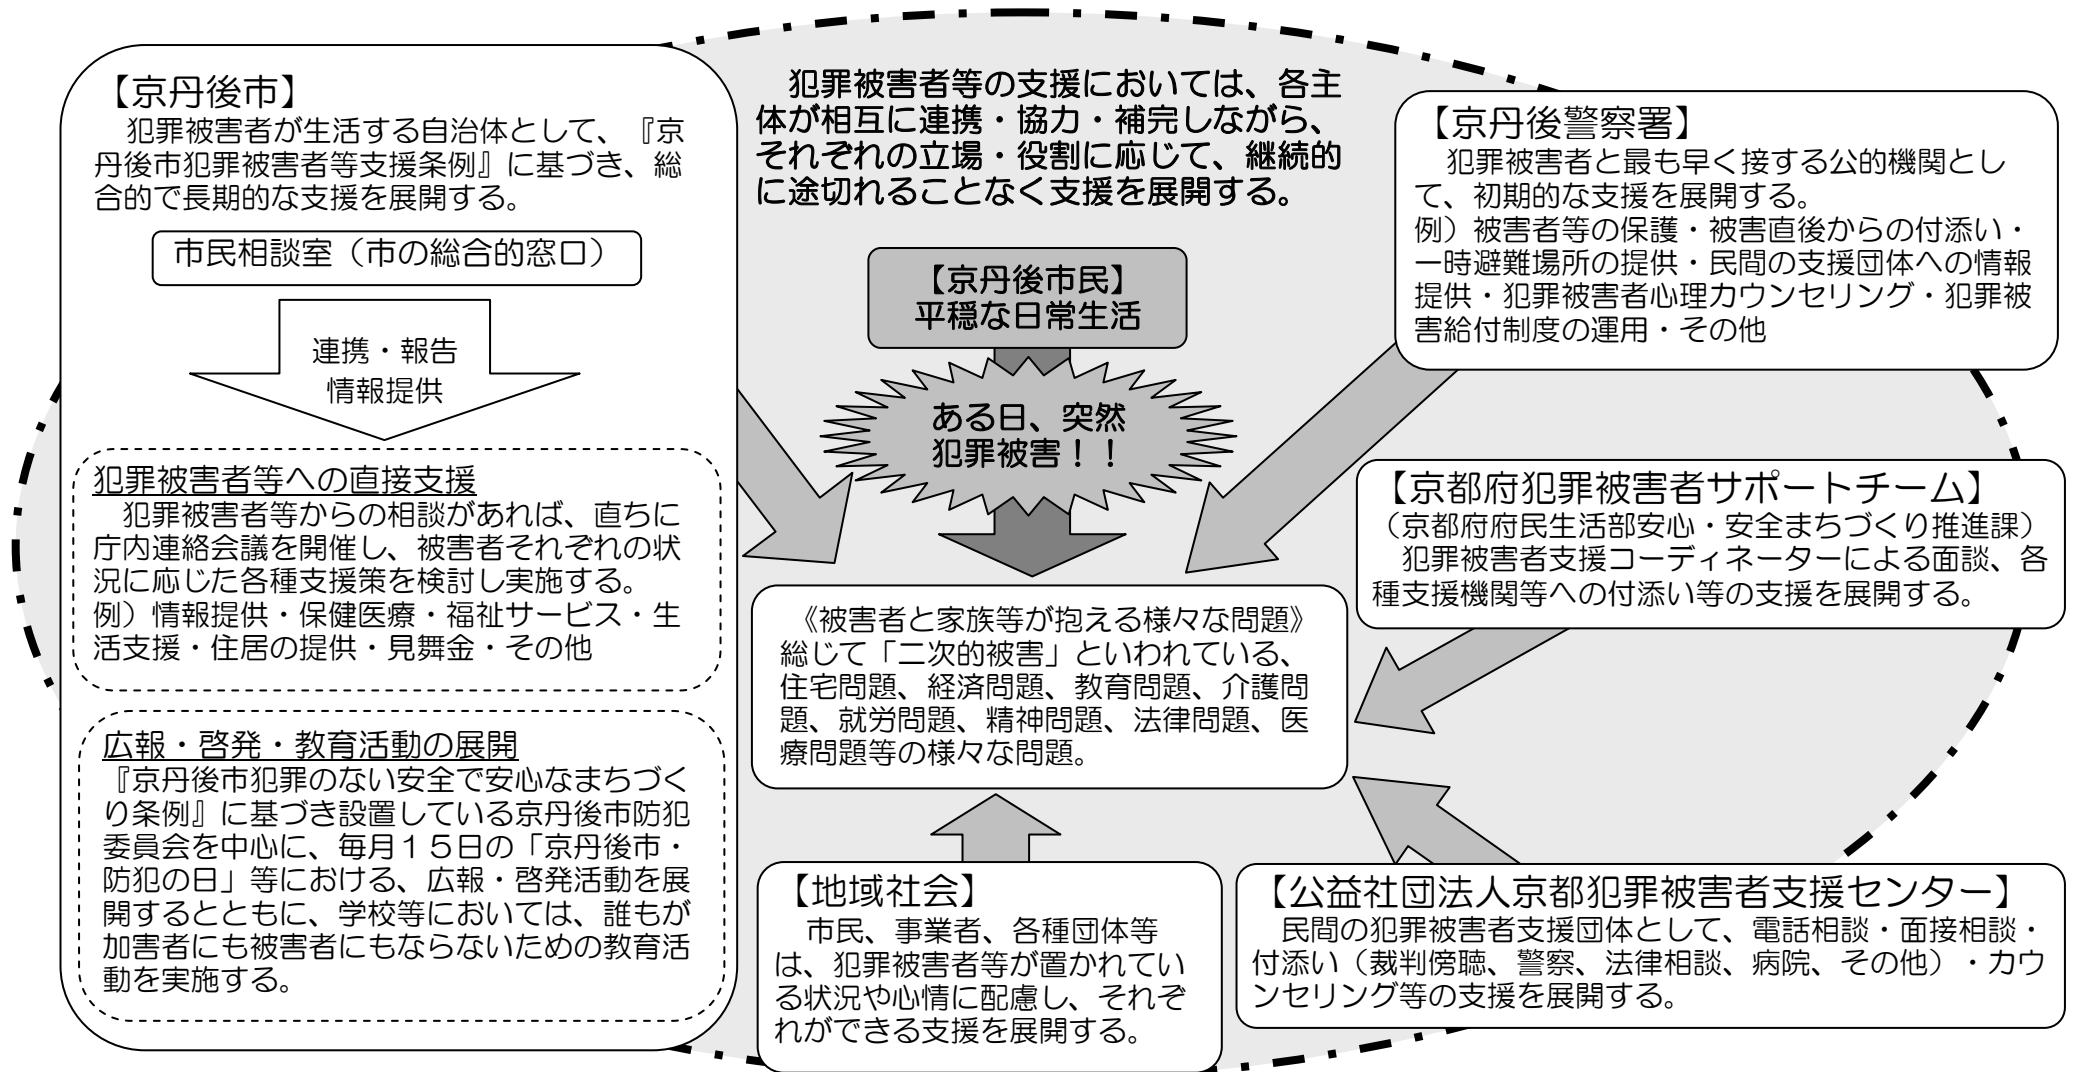 【京丹後市】
犯罪被害者が生活する自治体として、『京
丹後市犯罪被害者等支援条例』に基づき、総
合的で長期的な支援を展開する。
市民相談室（市の総合的窓口）
連携・報告
情報提供
犯罪被害者等への直接支援
犯罪被害者等からの相談があれば、直ちに
庁内連絡会議を開催し、被害者それぞれの状
況に応じた各種支援策を検討し実施する。
例）情報提供・保健医療・福祉サービス・生
活支援・住居の提供・見舞金・その他
広報・啓発・教育活動の展開
『京丹後市犯罪のない安全で安心なまちづく
り条例』に基づき設置している京丹後市防犯
委員会を中心に、毎月１５日の「京丹後市・
防犯の日」等における、広報・啓発活動を展
開するとともに、学校等においては、誰もが
加害者にも被害者にもならないための教育活
動を実施する。
犯罪被害者等の支援においては、各主
体が相互に連携・協力・補完しながら、
それぞれの立場・役割に応じて、継続的
に途切れることなく支援を展開する。
【京丹後市民】
平穏な日常生活
ある日、突然
犯罪被害！！
《被害者と家族等が抱える様々な問題》
総じて「二次的被害」といわれている、
住宅問題、経済問題、教育問題、介護問
題、就労問題、精神問題、法律問題、医
療問題等の様々な問題。
【地域社会】
市民、事業者、各種団体等
は、犯罪被害者等が置かれてい
る状況や心情に配慮し、それぞ
れができる支援を展開する。
【京丹後警察署】
犯罪被害者と最も早く接する公的機関とし
て、初期的な支援を展開する。
例）被害者等の保護・被害直後からの付添い・
一時避難場所の提供・民間の支援団体への情報
提供・犯罪被害者心理カウンセリング・犯罪被
害給付制度の運用・その他
【京都府犯罪被害者サポートチーム】
（京都府府民生活部安心・安全まちづくり推進課）
犯罪被害者支援コーディネーターによる面談、各
種支援機関等への付添い等の支援を展開する。
【公益社団法人京都犯罪被害者支援センター】
民間の犯罪被害者支援団体として、電話相談・面接相談・
付添い（裁判傍聴、警察、法律相談、病院、その他）・カウ
ンセリング等の支援を展開する。